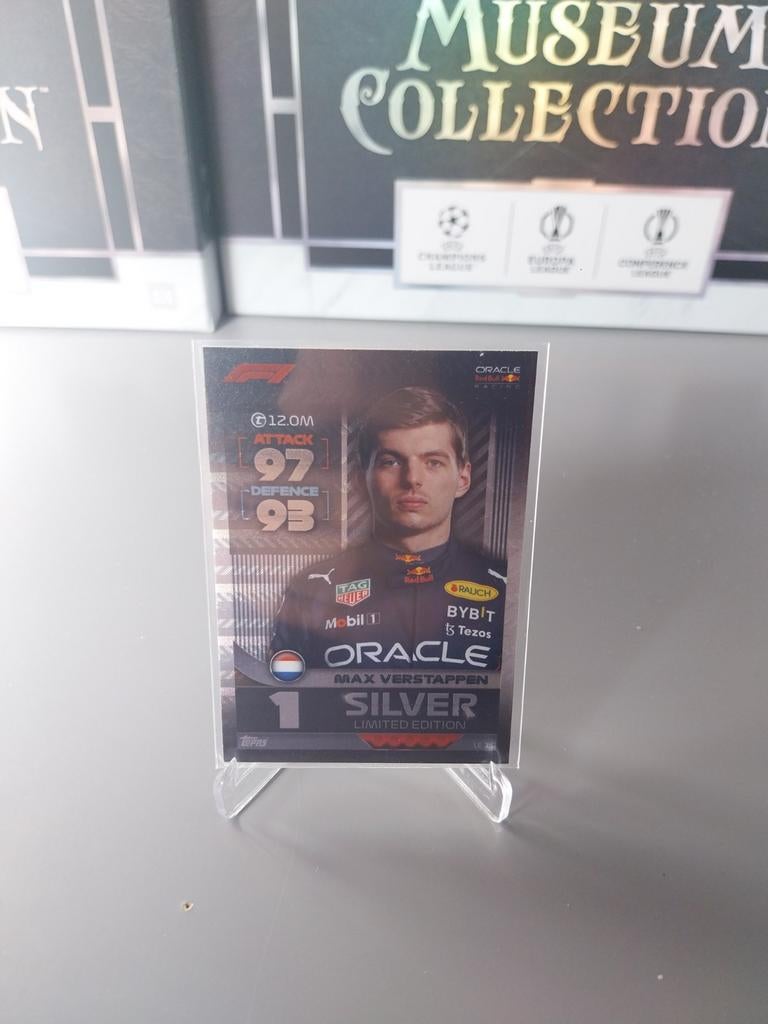 MUSEUM
COLLECTIO
N
CHAMPIONS
LEAGUE
EUROPA
LEAGUE
CONFERENCE
LEAGUE
F1
ORACLE
Red Bull
RACING
12.0M
ATTACK
97
DEFENCE
93
Red Bull
TAG
HEUER
RAUCH
Mobil 1
BYBIT
Tezos
ORACLE
MAX VERSTAPPEN
1
SILVER
LIMITED EDITION
topps